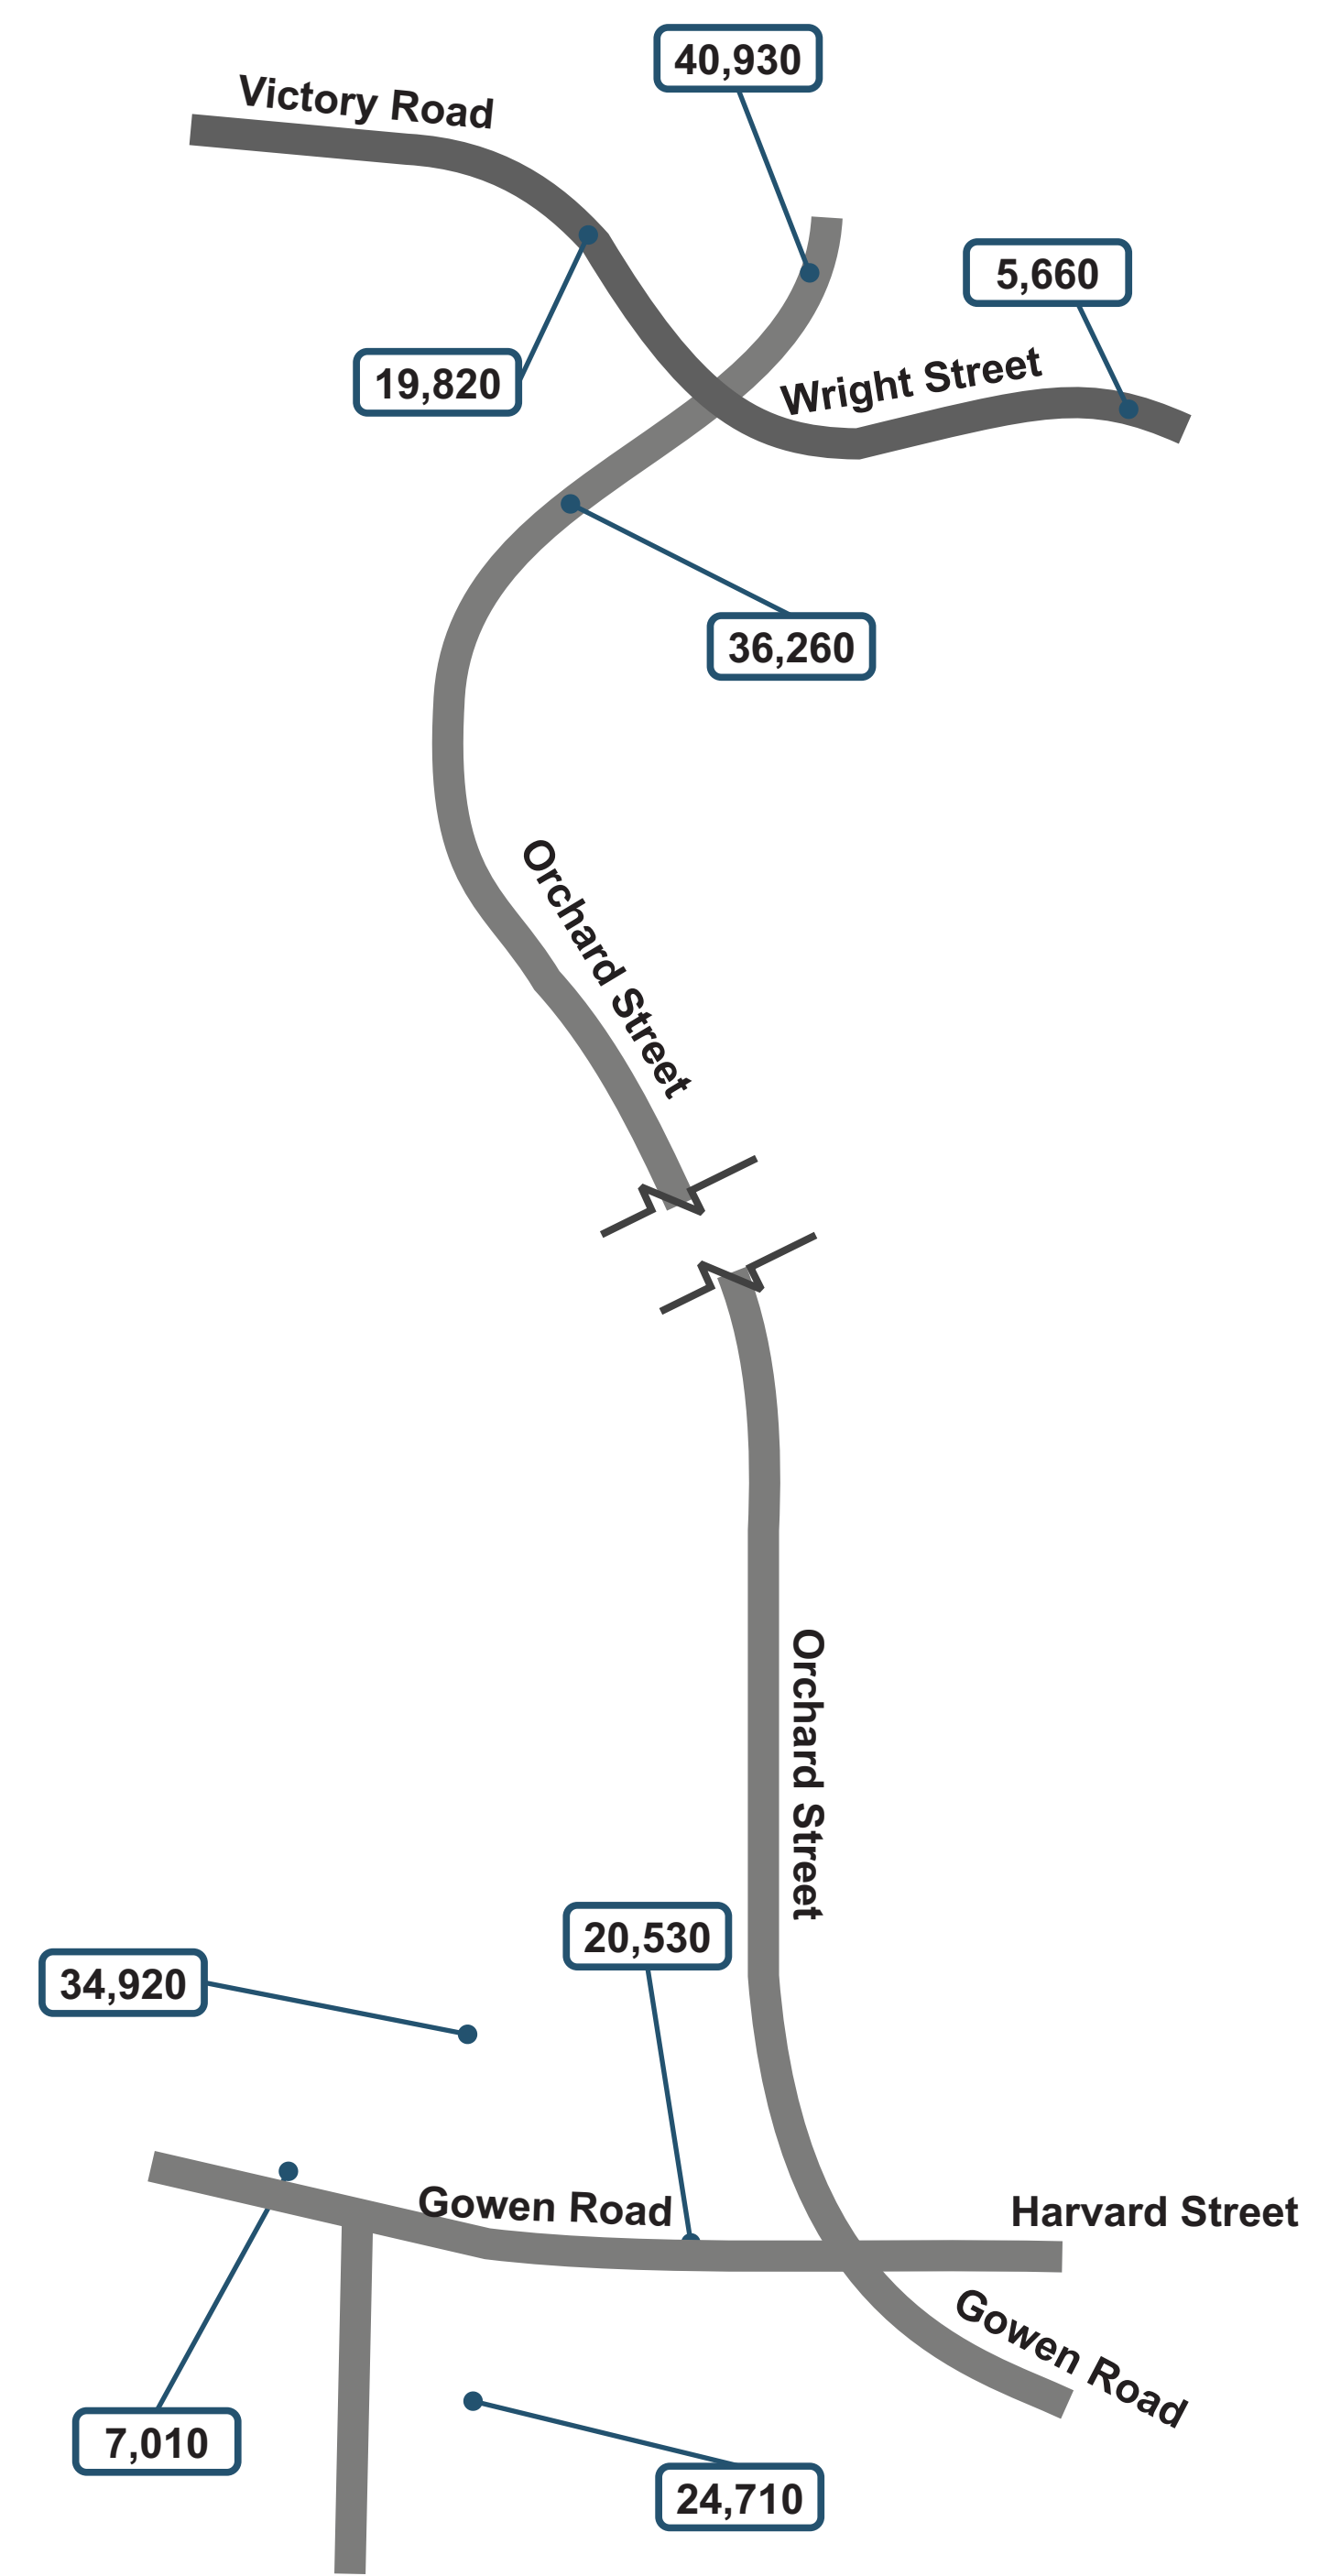 40,930
Victory Road
5,660
Wright Street
19,820
36,260
Orchard Street
Orchard Street
20,530
34,920
Gowen Road
Harvard Street
Gowen Road
7,010
24,710